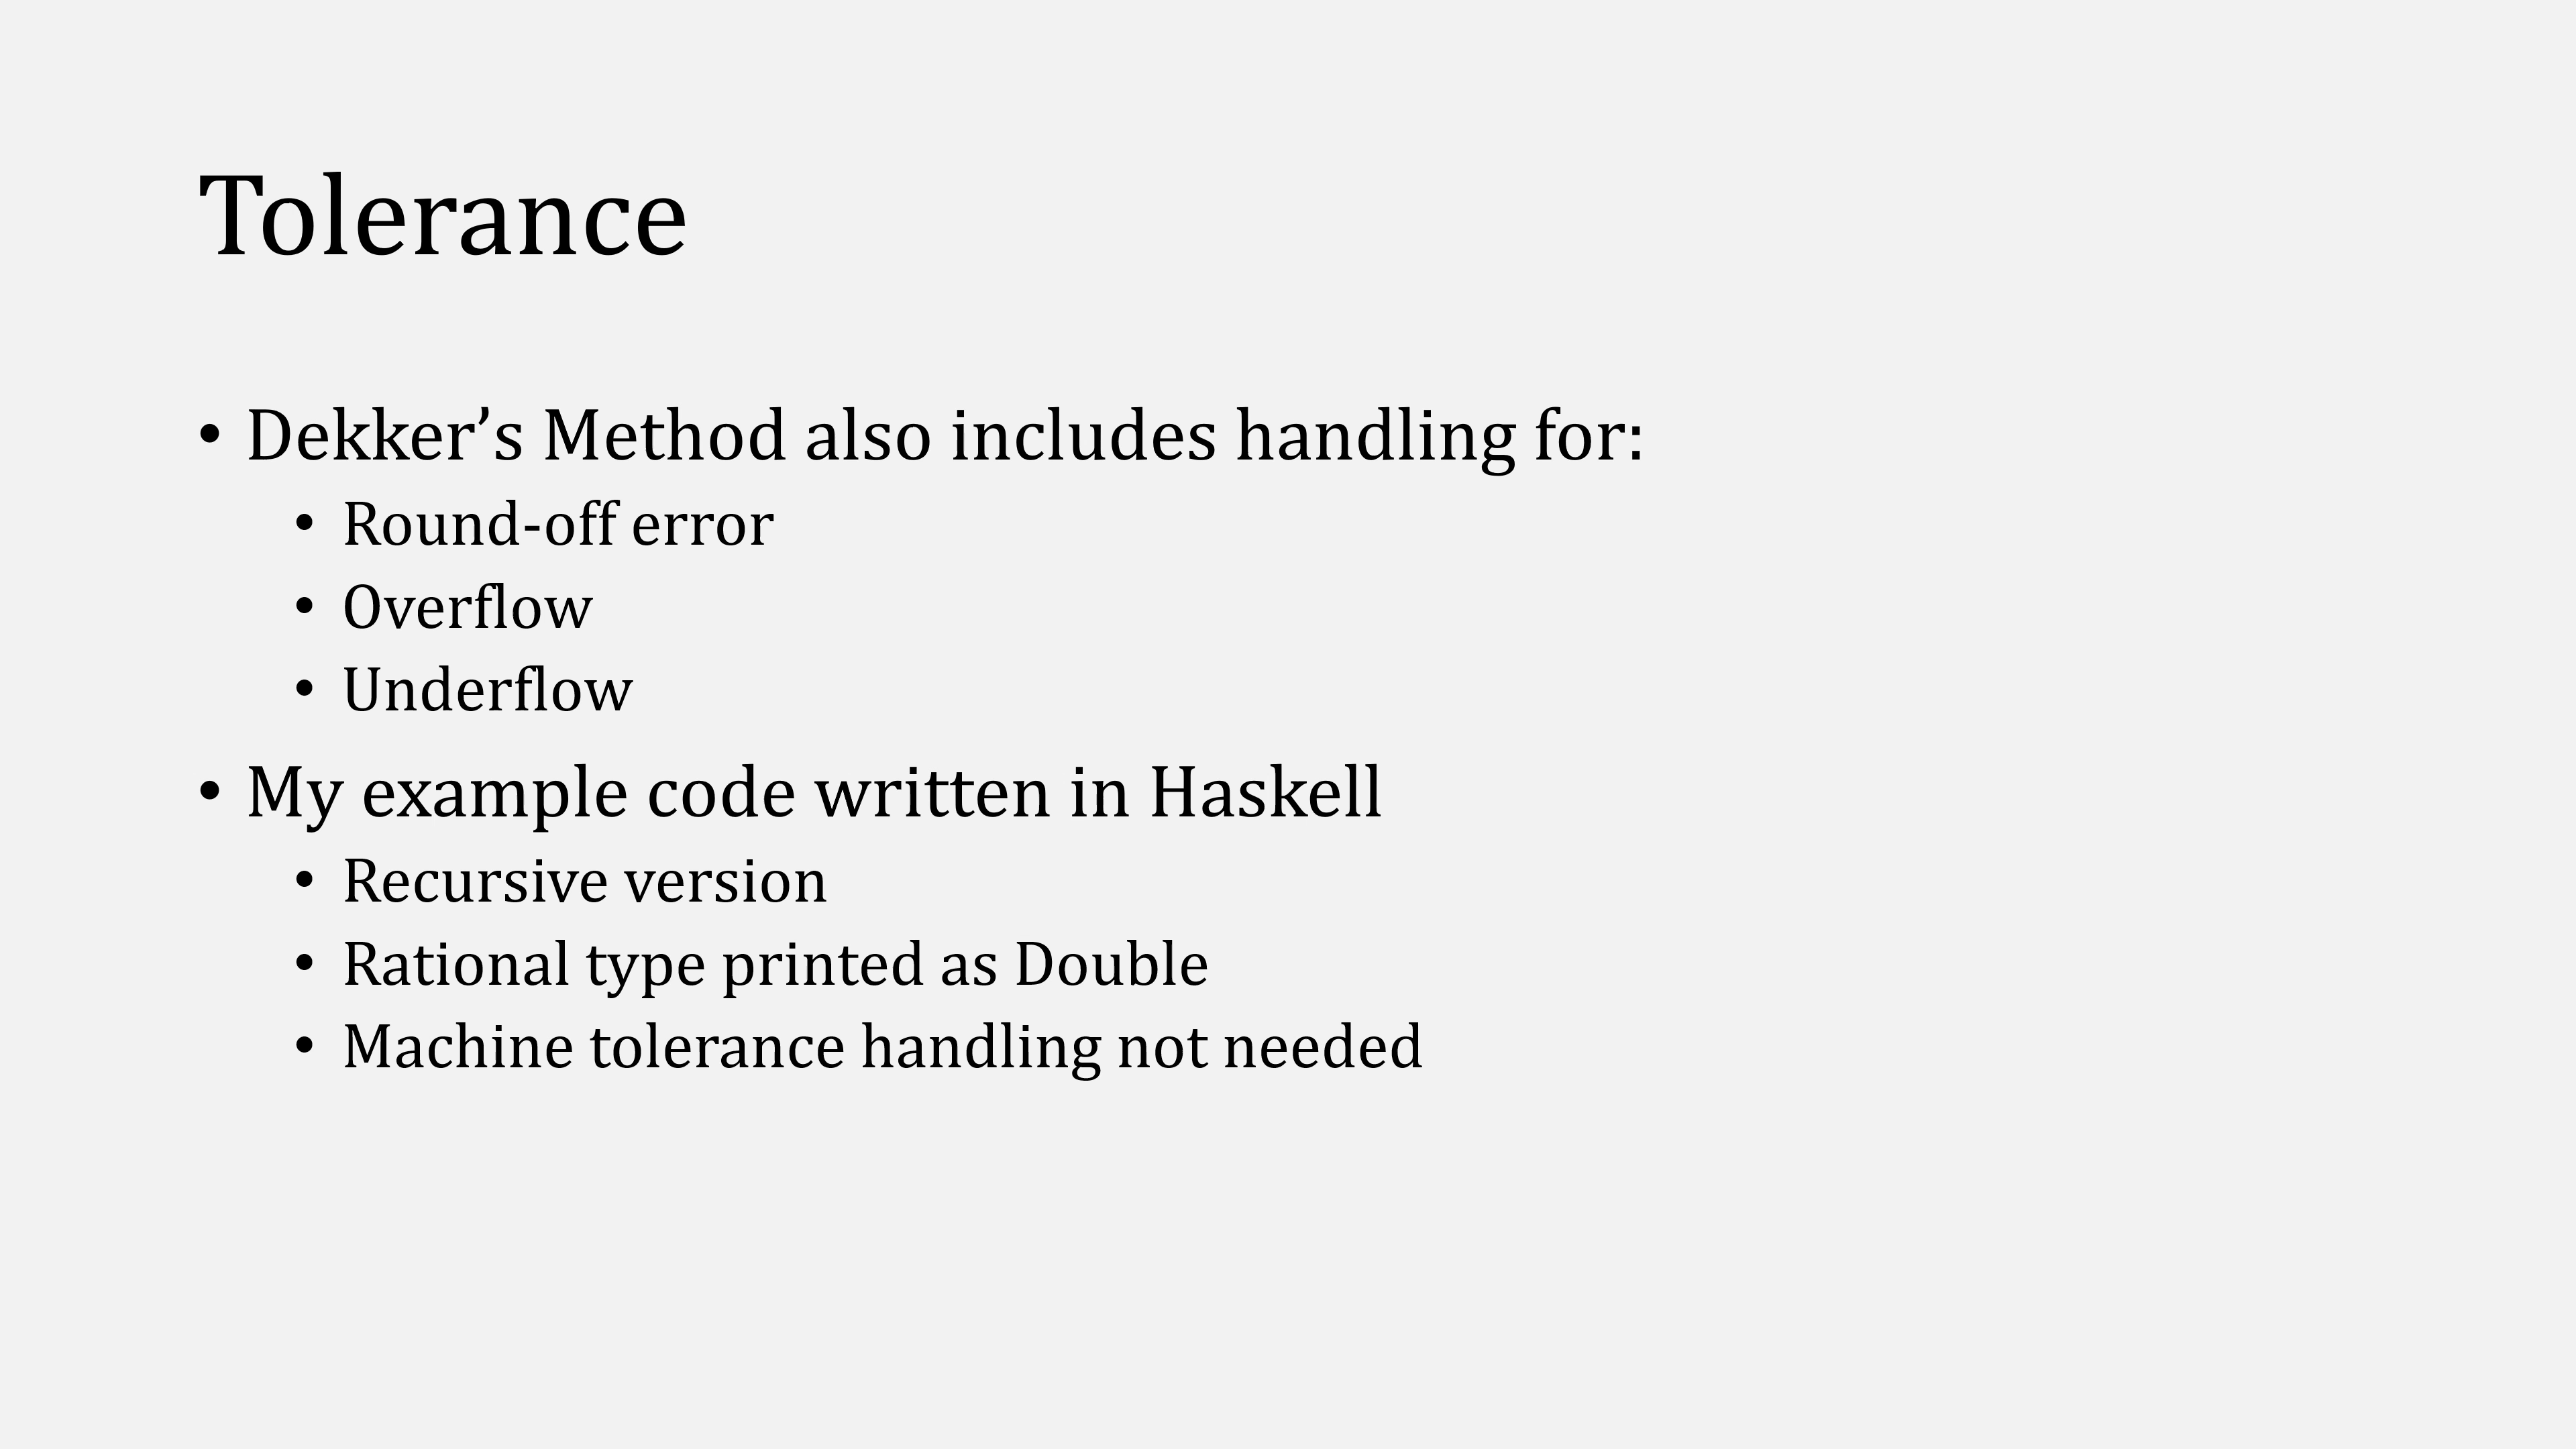 Tolerance
• Dekker’s Method also includes handling for:
• Round-off error
• Overflow
• Underflow
• My example code written in Haskell
• Recursive version
• Rational type printed as Double
• Machine tolerance handling not needed